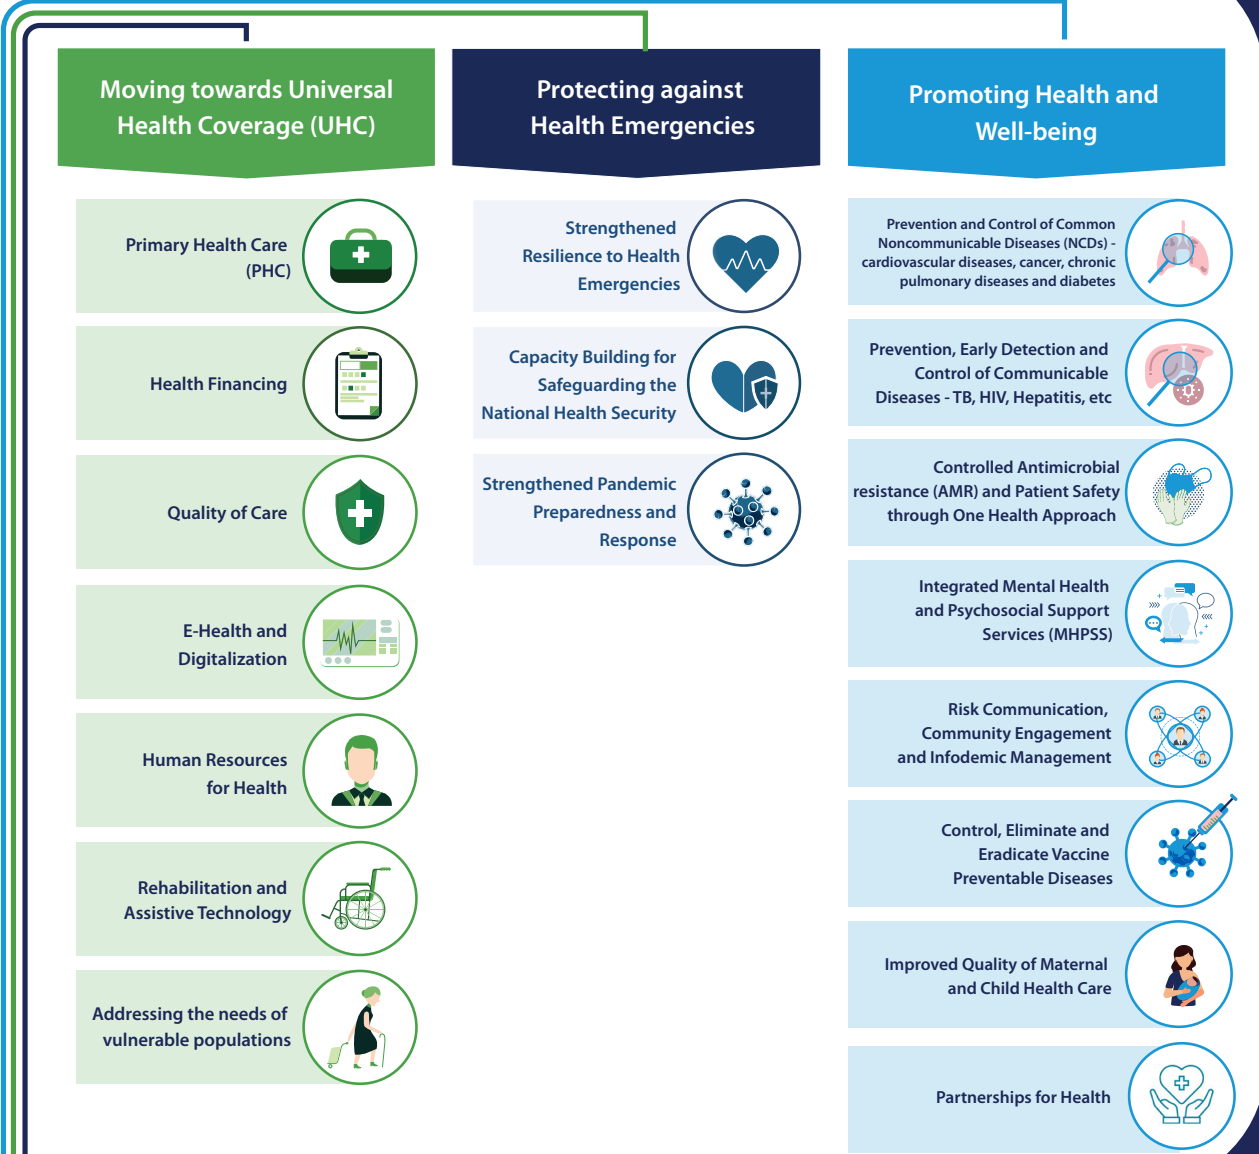 Moving towards Universal
Health Coverage (UHC)
Primary Health Care
(PHC)
Health Financing
Quality of Care
E-Health and
Digitalization
Human Resources
for Health
Rehabilitation and
Assistive Technology
Addressing the needs of
vulnerable populations
Protecting against
Health Emergencies
Strengthened
Resilience to Health
Emergencies
Capacity Building for
Safeguarding the
National Health Security
Strengthened Pandemic
Preparedness and
Response
Promoting Health and
Well-being
Prevention and Control of Common
Noncommunicable Diseases (NCDs) -
cardiovascular diseases, cancer, chronic
pulmonary diseases and diabetes
Prevention, Early Detection and
Control of Communicable
Diseases - TB, HIV, Hepatitis, etc
Controlled Antimicrobial
resistance (AMR) and Patient Safety
through One Health Approach
Integrated Mental Health
and Psychosocial Support
Services (MHPSS)
Risk Communication,
Community Engagement
and Infodemic Management
Control, Eliminate and
Eradicate Vaccine
Preventable Diseases
Improved Quality of Maternal
and Child Health Care
Partnerships for Health